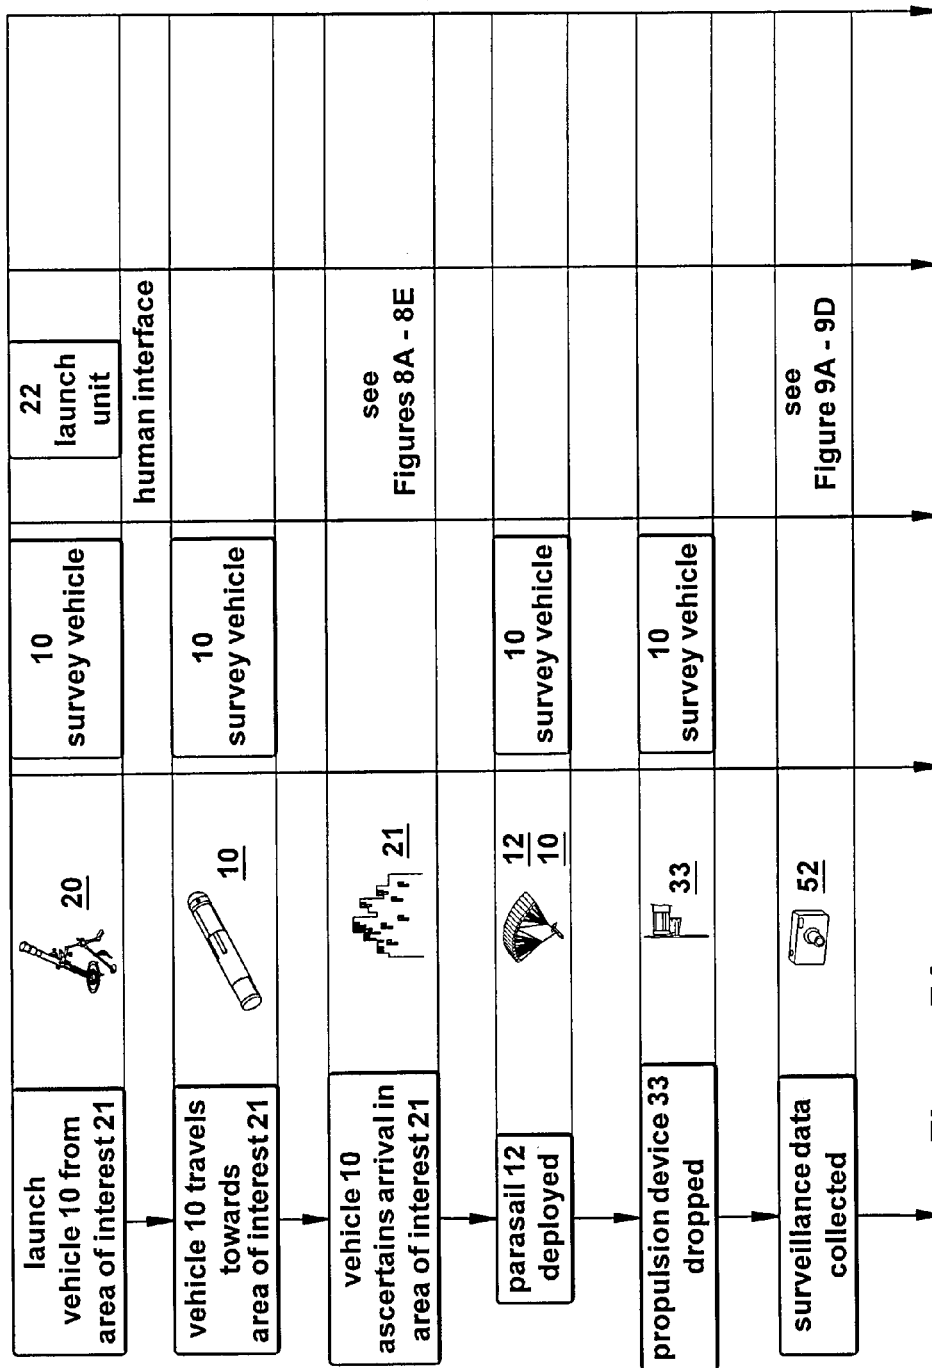 launch
vehicle 10 from
area of interest 21
20
10
survey vehicle
22
launch
unit
human interface
vehicle 10 travels
towards
area of interest 21
10
10
survey vehicle
vehicle 10
ascertains arrival in
area of interest 21
21
see
Figures 8A - 8E
parasail 12
deployed
12
10
10
survey vehicle
propulsion device 33
dropped
33
10
survey vehicle
surveillance data
collected
52
see
Figure 9A - 9D